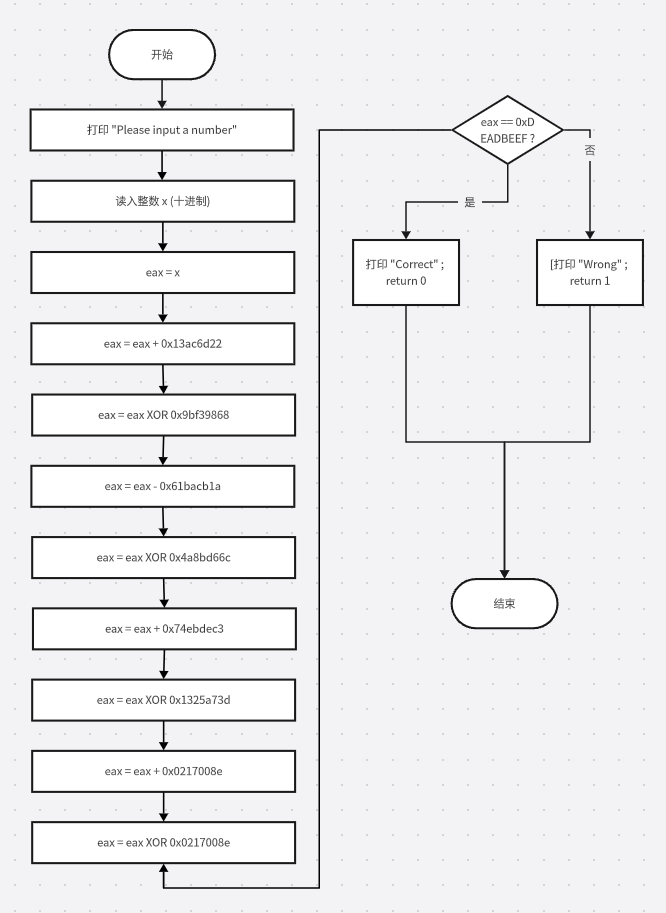 开始
打印 "Please input a number"
读入整数 x (十进制)
eax = x
eax = eax + 0x13ac6d22
eax = eax XOR 0x9bf39868
eax = eax - 0x61bacb1a
eax = eax XOR 0x4a8bd66c
eax = eax + 0x74ebdec3
eax = eax XOR 0x1325a73d
eax = eax + 0x0217008e
eax = eax XOR 0x0217008e
eax == 0xD
EADBEEF ?
否
是
打印 "Correct" ;
return 0
[打印 "Wrong" ;
return 1
结束